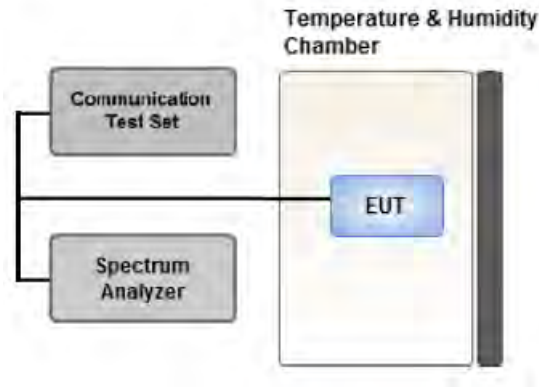 Temperature & Humidity
Chamber
Communication
Test Set
EUT
Spectrum
Analyzer